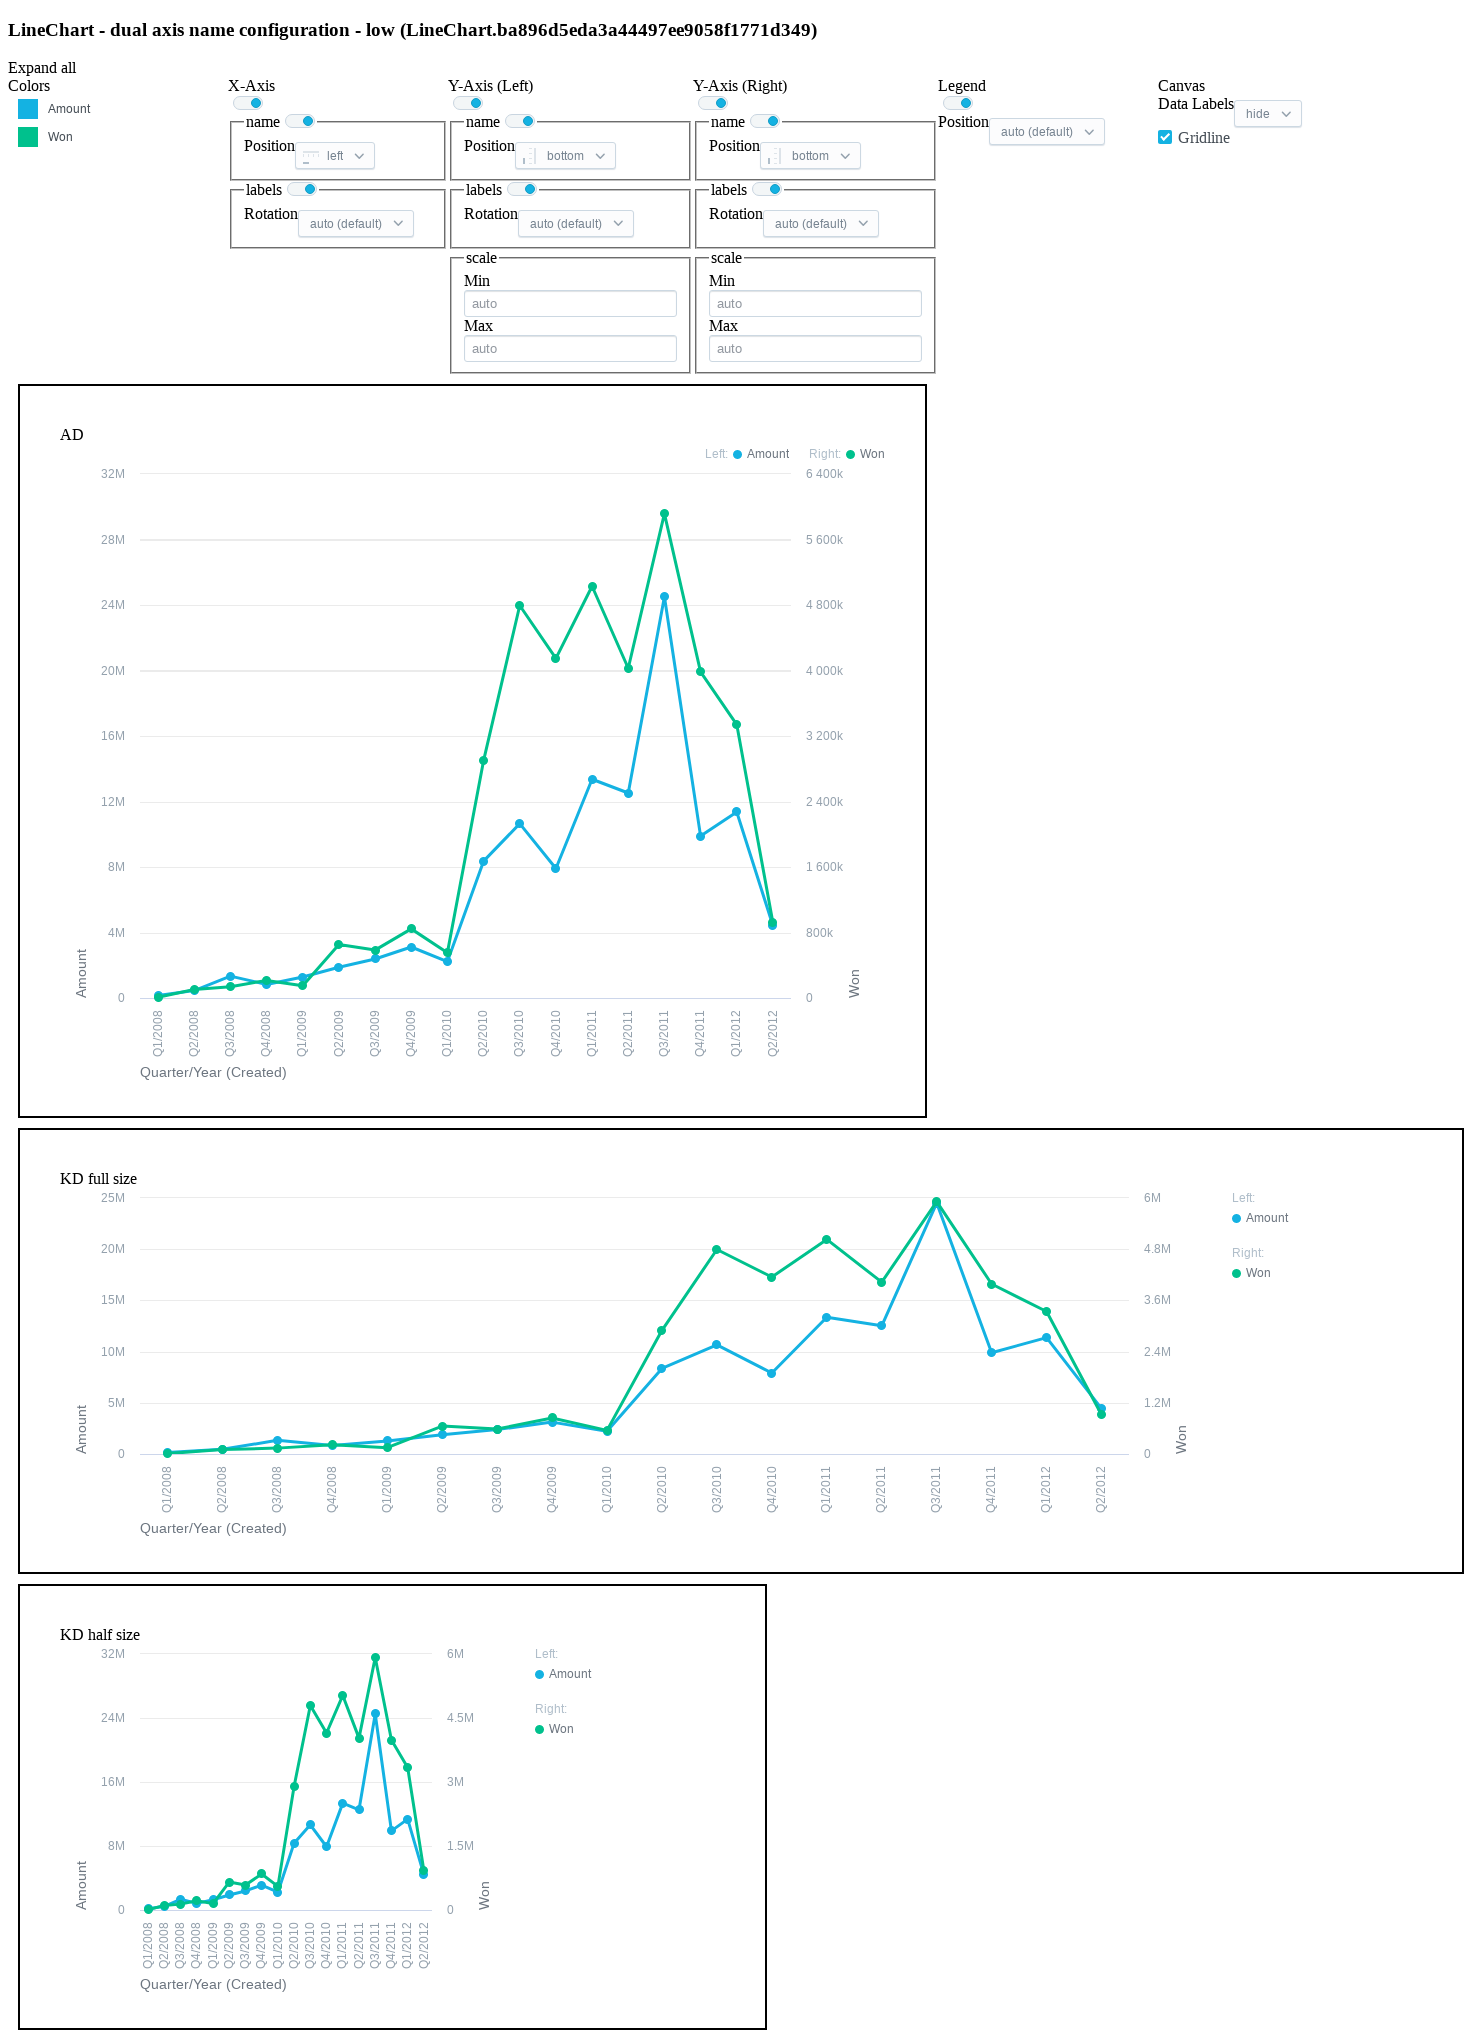 LineChart - dual axis name configuration - low (LineChart.ba896d5eda3a44497ee9058f1771d349)
Expand all
Colors
Amount
Won
X-Axis
name
Position left
labels
Rotation auto (default)
Y-Axis (Left)
name
Position bottom
labels
Rotation auto (default)
scale
Min
auto
Max
auto
Y-Axis (Right)
name
Position bottom
labels
Rotation auto (default)
scale
Min
auto
Max
auto
Legend
Position auto (default)
Canvas
Data Labels hide
Gridline
AD
Left: Amount Right: Won
32M 6 400k
28M 5 600k
24M 4 800k
20M 4 000k
16M 3 200k
12M 2 400k
8M 1 600k
4M 800k
0 0
Amount
Won
Q1/2008 Q2/2008 Q3/2008 Q4/2008 Q1/2009 Q2/2009 Q3/2009 Q4/2009 Q1/2010 Q2/2010 Q3/2010 Q4/2010 Q1/2011 Q2/2011 Q3/2011 Q4/2011 Q1/2012 Q2/2012
Quarter/Year (Created)
KD full size
25M 6M
20M 4.8M
15M 3.6M
10M 2.4M
5M 1.2M
0 0
Left:
Amount
Right:
Won
Amount
Won
Q1/2008 Q2/2008 Q3/2008 Q4/2008 Q1/2009 Q2/2009 Q3/2009 Q4/2009 Q1/2010 Q2/2010 Q3/2010 Q4/2010 Q1/2011 Q2/2011 Q3/2011 Q4/2011 Q1/2012 Q2/2012
Quarter/Year (Created)
KD half size
32M 6M
24M 4.5M
16M 3M
8M 1.5M
0 0
Left:
Amount
Right:
Won
Amount
Won
Q1/2008 Q2/2008 Q3/2008 Q4/2008 Q1/2009 Q2/2009 Q3/2009 Q4/2009 Q1/2010 Q2/2010 Q3/2010 Q4/2010 Q1/2011 Q2/2011 Q3/2011 Q4/2011 Q1/2012 Q2/2012
Quarter/Year (Created)